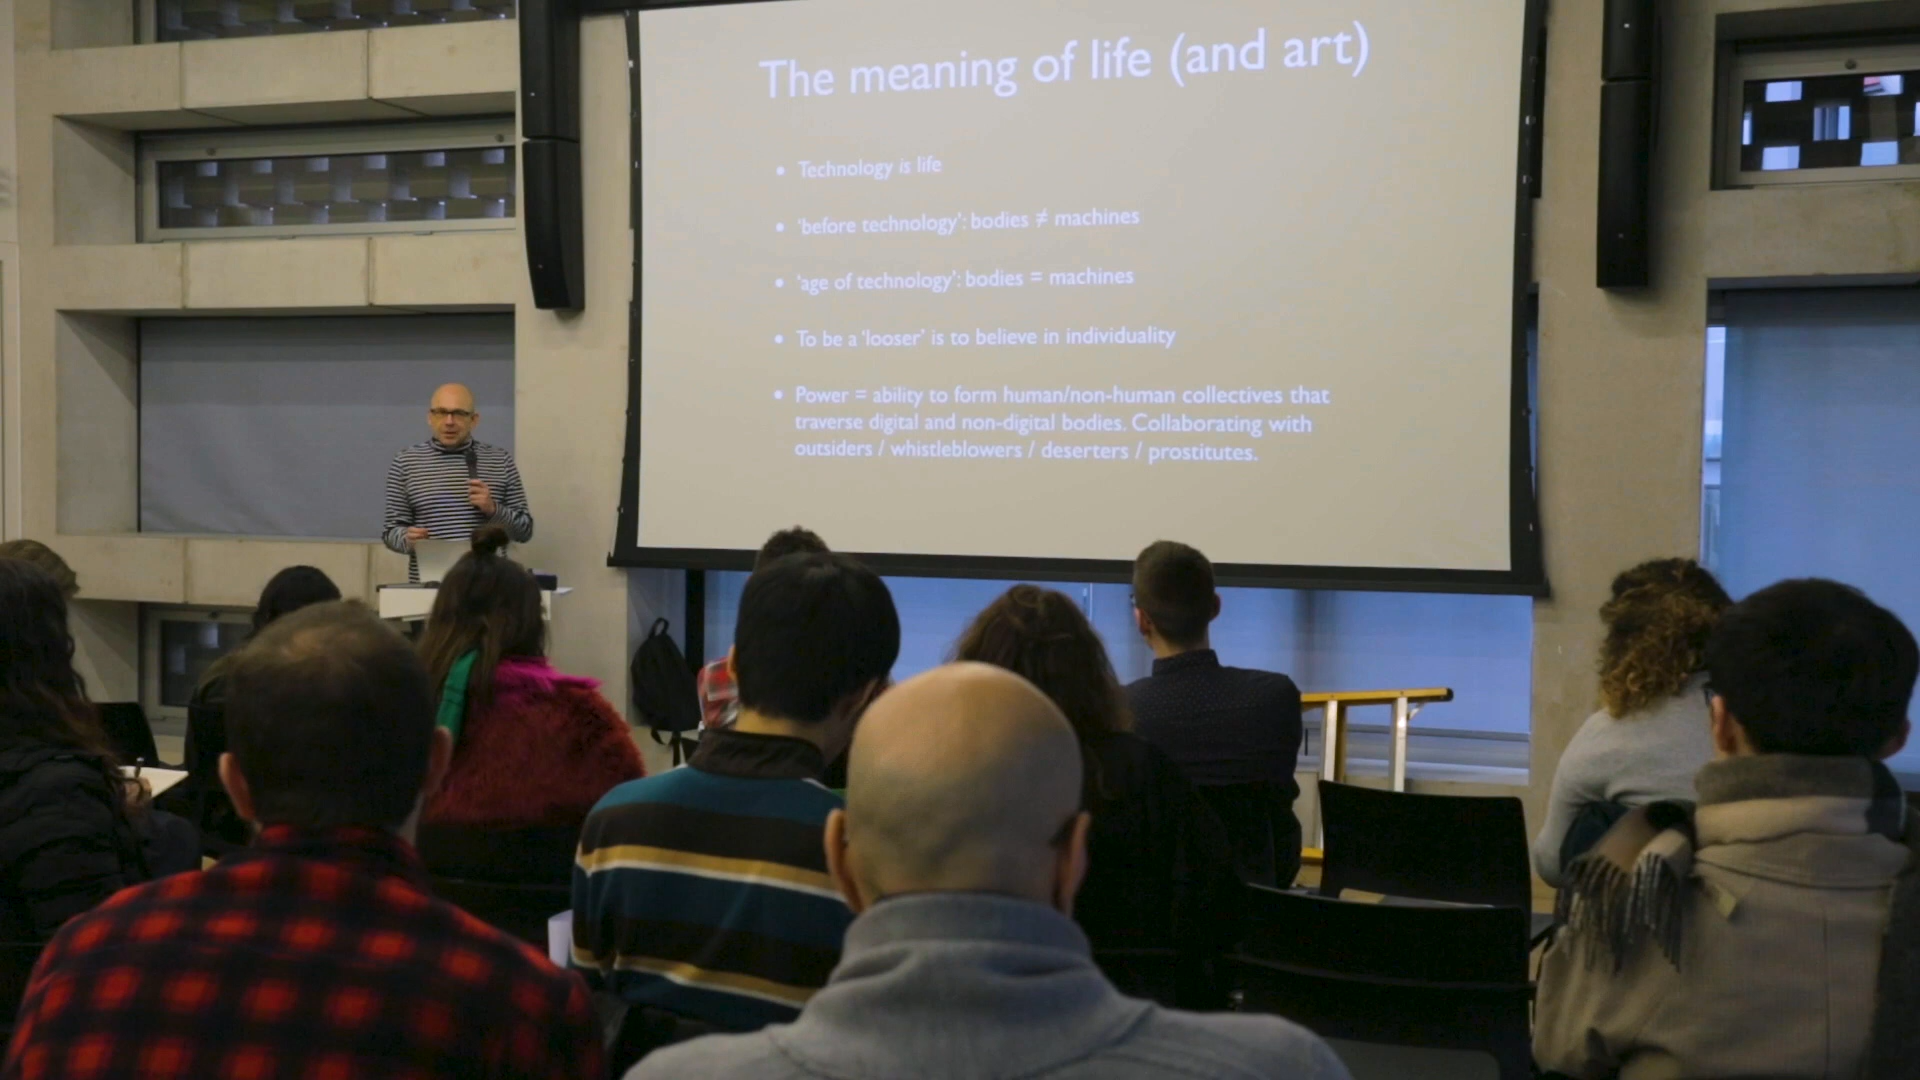 The meaning of life (and art)
• Technology is life
• 'before technology': bodies ≠ machines
• 'age of technology': bodies = machines
• To be a 'looser' is to believe in individuality
• Power = ability to form human/non-human collectives that
traverse digital and non-digital bodies. Collaborating with
outsiders / whistleblowers / deserters / prostitutes.